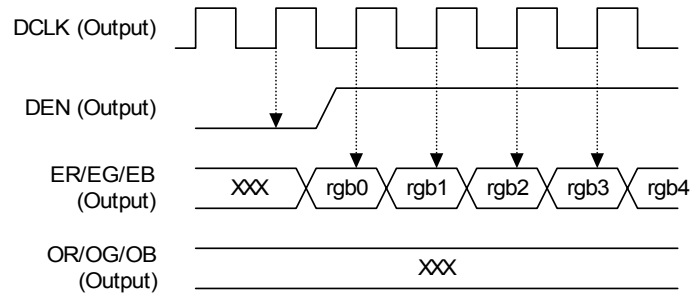 DCLK (Output)
DEN (Output)
ER/EG/EB
(Output)
XXX rgb0 rgb1 rgb2 rgb3 rgb4
OR/OG/OB
(Output)
XXX